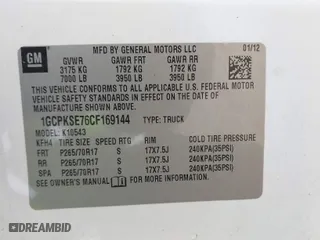 GM
MFD BY GENERAL MOTORS LLC 01/12
GVWR GAWR FRT GAWR RR
3175 KG 1792 KG 1792 KG
7000 LB 3950 LB 3950 LB
THIS VEHICLE CONFORMS TO ALL APPLICABLE U.S. FEDERAL MOTOR
VEHICLE SAFETY STANDARDS IN EFFECT ON THE DATE OF
MANUFACTURE SHOWN ABOVE.
1GCPKSE76CF169144 TYPE: TRUCK
MODEL: K10543
KFH4 TIRE SIZE SPEED RTG RIM COLD TIRE PRESSURE
FRT P265/70R17 S 17X7.5J 240KPA(35PSI)
RR P265/70R17 S 17X7.5J 240KPA(35PSI)
SPA P265/70R17 S 17X7.5J 240KPA(35PSI)
SEE OWNER'S MANUAL FOR MORE INFORMATION.
AUTOHELPERBOT.COM